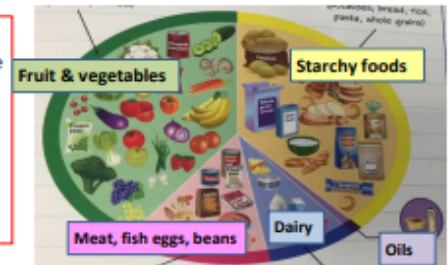 (potatoes, bread, rice,
pasta, whole grains)
Fruit & vegetables
Starchy foods
Meat, fish eggs, beans
Dairy
Oils